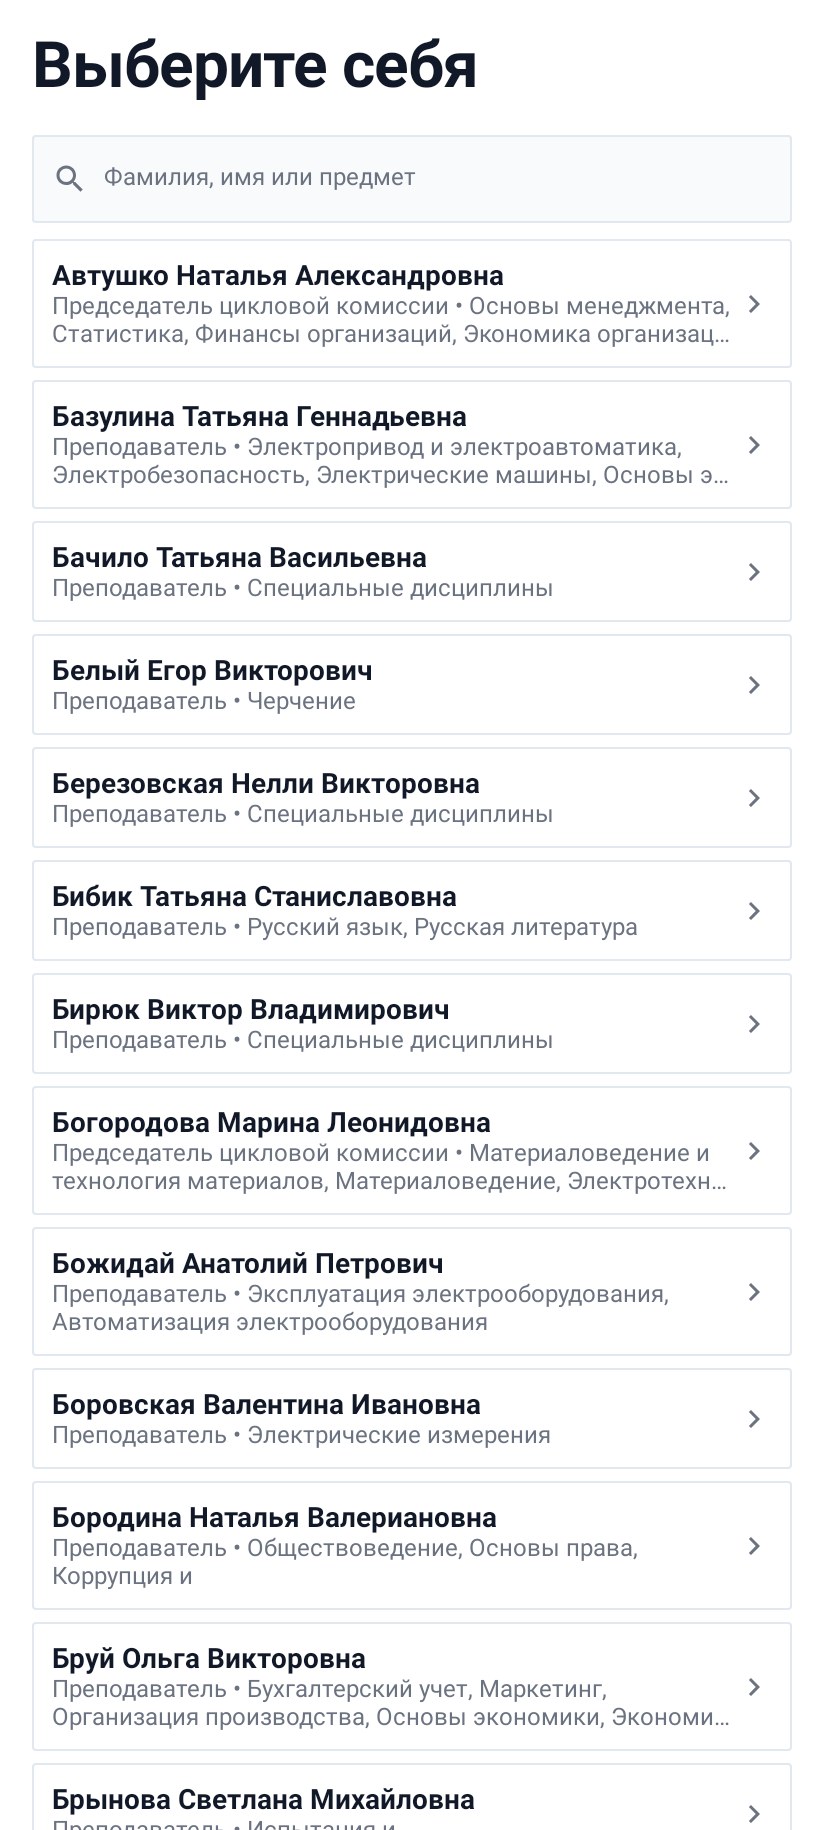 Выберите себя
Фамилия, имя или предмет
Автушко Наталья Александровна
Председатель цикловой комиссии • Основы менеджмента,
Статистика, Финансы организаций, Экономика организац...
Базулина Татьяна Геннадьевна
Преподаватель • Электропривод и электроавтоматика,
Электробезопасность, Электрические машины, Основы э...
Бачило Татьяна Васильевна
Преподаватель • Специальные дисциплины
Белый Егор Викторович
Преподаватель • Черчение
Березовская Нелли Викторовна
Преподаватель • Специальные дисциплины
Бибик Татьяна Станиславовна
Преподаватель • Русский язык, Русская литература
Бирюк Виктор Владимирович
Преподаватель • Специальные дисциплины
Богородова Марина Леонидовна
Председатель цикловой комиссии • Материаловедение и
технология материалов, Материаловедение, Электротехн...
Божидай Анатолий Петрович
Преподаватель • Эксплуатация электрооборудования,
Автоматизация электрооборудования
Боровская Валентина Ивановна
Преподаватель • Электрические измерения
Бородина Наталья Валериановна
Преподаватель • Обществоведение, Основы права,
Коррупция и
Бруй Ольга Викторовна
Преподаватель • Бухгалтерский учет, Маркетинг,
Организация производства, Основы экономики, Экономи...
Брынова Светлана Михайловна
Преподаватель • Испытания и